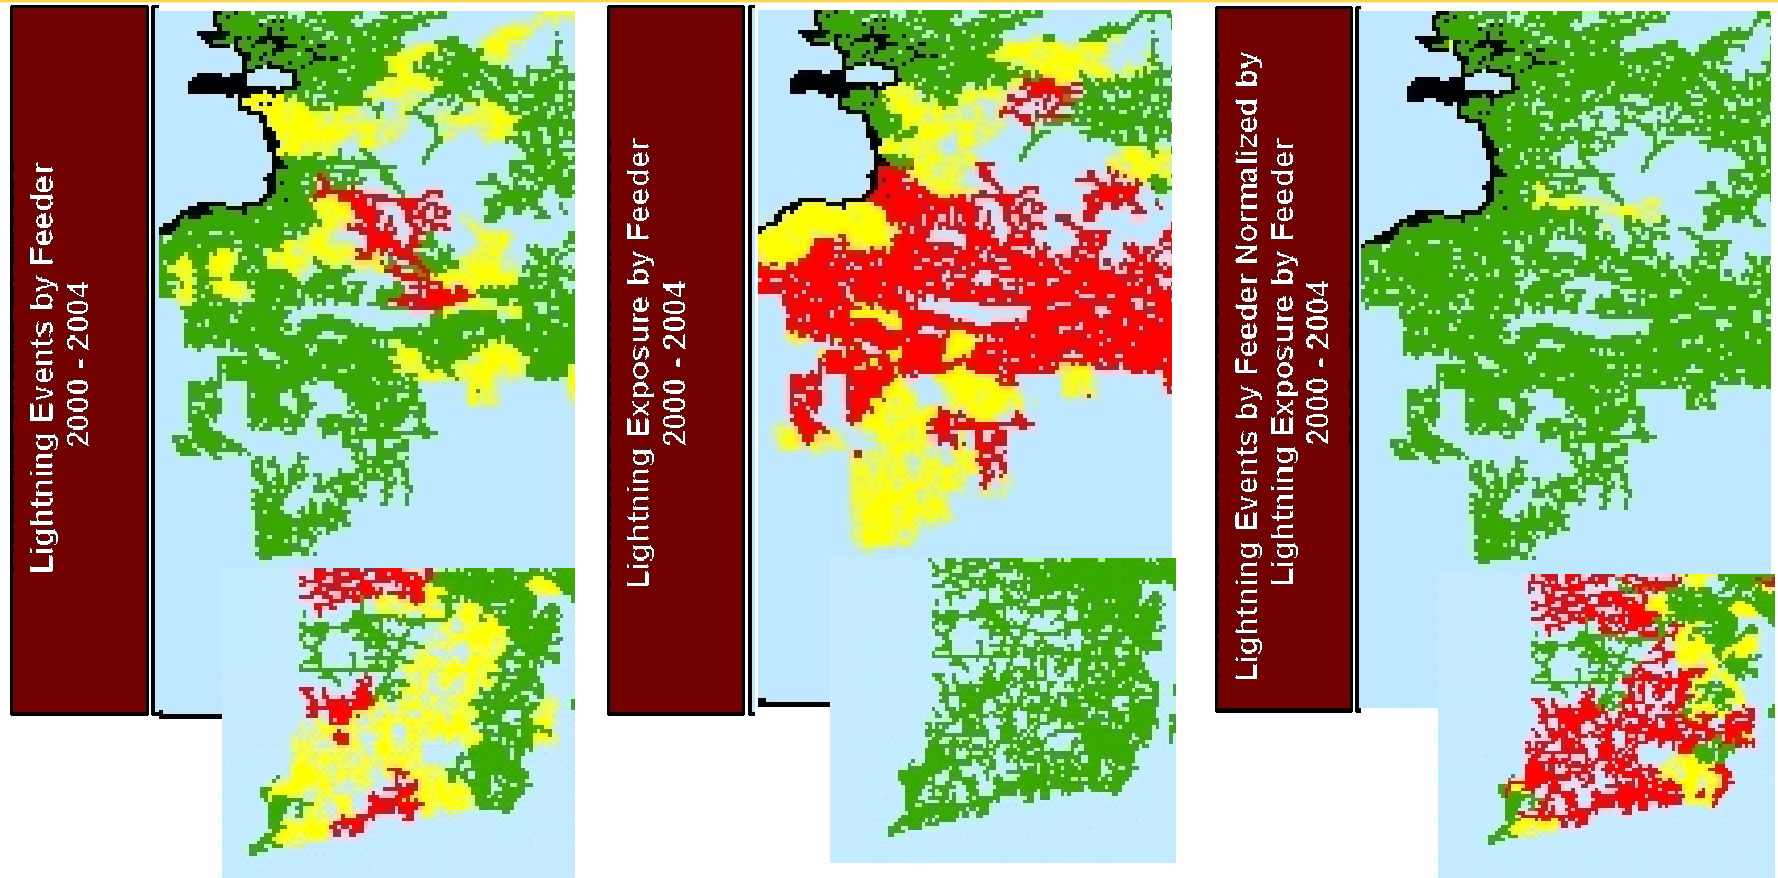 Lightning Events by Feeder
2000 - 2004
Lightning Exposure by Feeder
2000 - 2004
Lightning Events by Feeder Normalized by
Lightning Exposure by Feeder
2000 - 2004